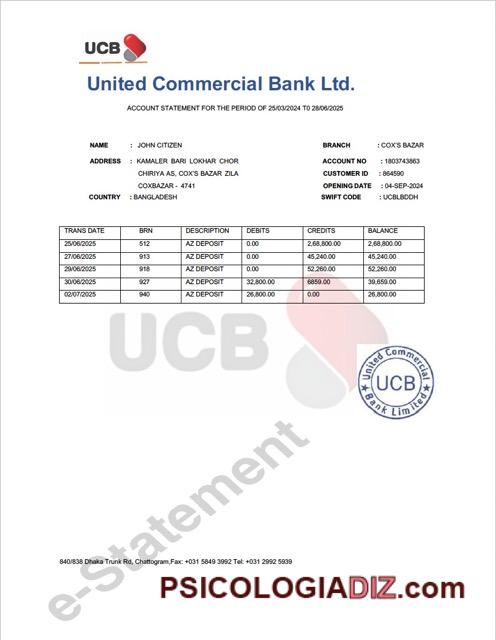 UCB
United Commercial Bank Ltd.
ACCOUNT STATEMENT FOR THE PERIOD OF 25/03/2024 T0 28/06/2025
NAME : JOHN CITIZEN BRANCH : COX'S BAZAR
ADDRESS : KAMALER BARI LOKHAR CHOR ACCOUNT NO : 1803743863
CHIRIYA AS, COX'S BAZAR ZILA CUSTOMER ID : 864590
COXBAZAR - 4741 OPENING DATE : 04-SEP-2024
COUNTRY : BANGLADESH SWIFT CODE : UCBLBDDH
TRANS DATE BRN DESCRIPTION DEBITS CREDITS BALANCE
25/06/2025 512 AZ DEPOSIT 0.00 2,68,800.00 2,68,800.00
27/06/2025 913 AZ DEPOSIT 0.00 45,240.00 45,240.00
29/06/2025 918 AZ DEPOSIT 0.00 52,260.00 52,260.00
30/06/2025 927 AZ DEPOSIT 32,800.00 6859.00 39,659.00
02/07/2025 940 AZ DEPOSIT 26,800.00 0.00 26,800.00
UCB
United Commercial
UCB
Bank Limited
e-Statement
840/838 Dhaka Trunk Rd, Chattogram,Fax: +031 5849 3992 Tel: +031 2992 5939
PSICOLOGIADIZ.com